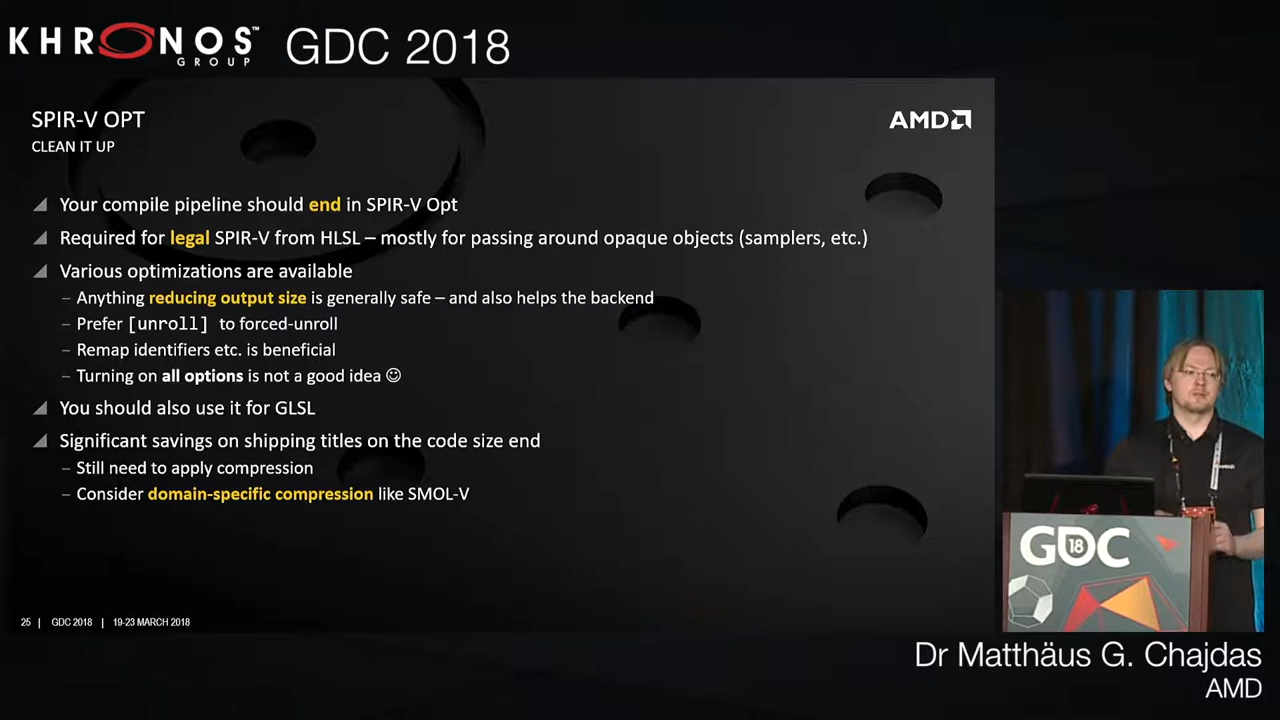 KHRONOS™
GROUP
GDC 2018
SPIR-V OPT
CLEAN IT UP
AMD
Your compile pipeline should end in SPIR-V Opt
Required for legal SPIR-V from HLSL – mostly for passing around opaque objects (samplers, etc.)
Various optimizations are available
– Anything reducing output size is generally safe – and also helps the backend
– Prefer [unroll] to forced-unroll
– Remap identifiers etc. is beneficial
– Turning on all options is not a good idea ☺
You should also use it for GLSL
Significant savings on shipping titles on the code size end
– Still need to apply compression
– Consider domain-specific compression like SMOL-V
25 | GDC 2018 | 19-23 MARCH 2018
GDC
18
Dr Matthäus G. Chajdas
AMD